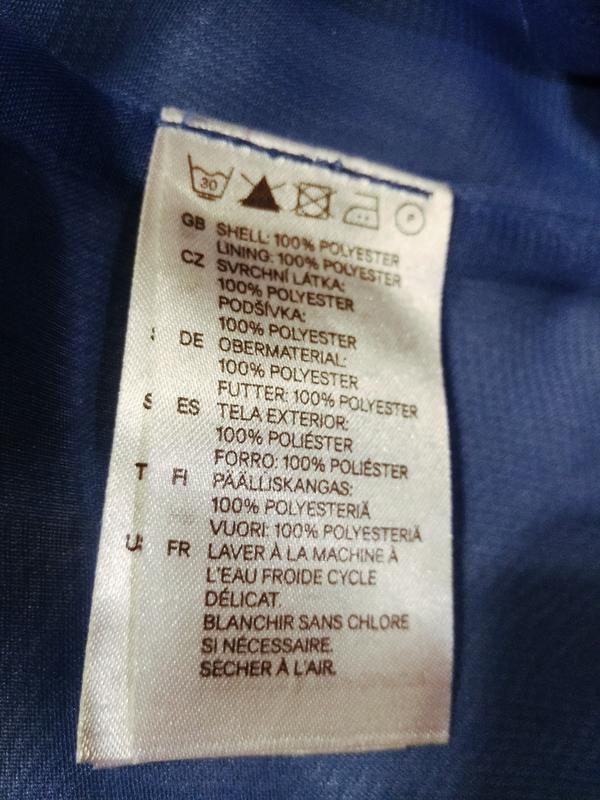 30
P
GB SHELL: 100% POLYESTER
LINING: 100% POLYESTER
CZ SVRCHNÍ LÁTKA:
100% POLYESTER
PODŠÍVKA:
100% POLYESTER
DE OBERMATERIAL:
100% POLYESTER
FUTTER: 100% POLYESTER
ES TELA EXTERIOR:
100% POLIÉSTER
FORRO: 100% POLIÉSTER
FI PÄÄLLISKANGAS:
100% POLYESTERIÄ
VUORI: 100% POLYESTERIÄ
FR LAVER À LA MACHINE À
L'EAU FROIDE CYCLE
DÉLICAT.
BLANCHIR SANS CHLORE
SI NÉCESSAIRE.
SÉCHER À L'AIR.